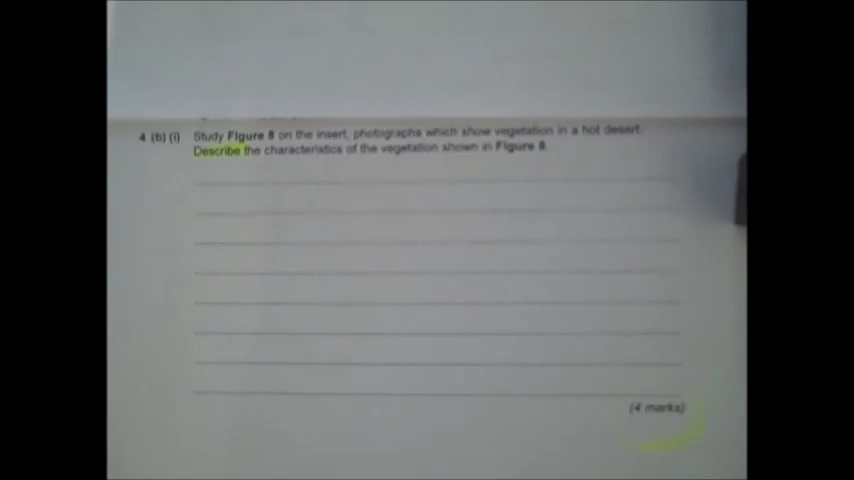 4 (b) (i) Study Figure 8 on the insert, photographs which show vegetation in a hot desert.
Describe the characteristics of the vegetation shown in Figure 8.
(4 marks)